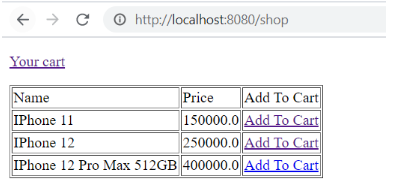 http://localhost:8080/shop
Your cart
Name Price Add To Cart
IPhone 11 150000.0 Add To Cart
IPhone 12 250000.0 Add To Cart
IPhone 12 Pro Max 512GB 400000.0 Add To Cart